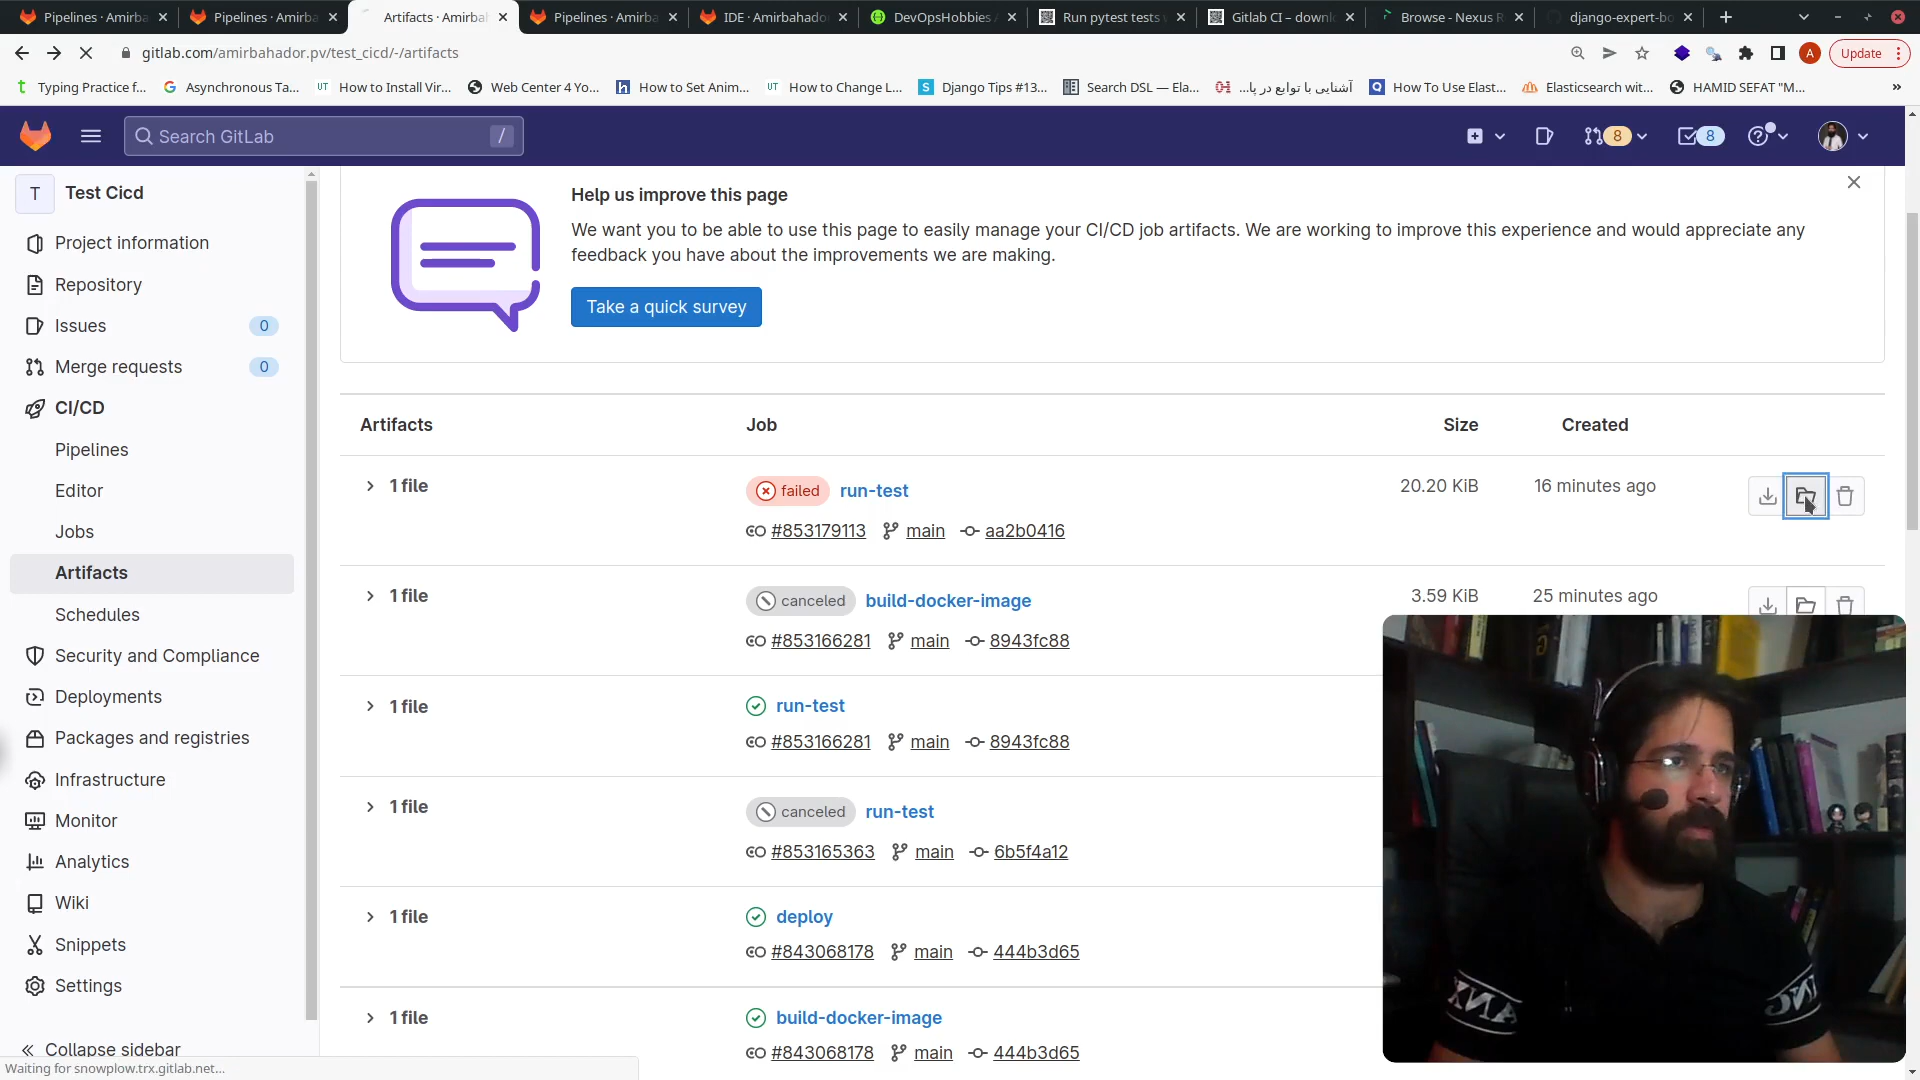 Pipelines · Amirba
Pipelines · Amirba
Artifacts · Amirbal
Pipelines · Amirba
IDE · Amirbahado
DevOpsHobbies
Run pytest tests
Gitlab CI – downl
Browse - Nexus R
django-expert-bo
gitlab.com/amirbahador.pv/test_cicd/-/artifacts
A
Update
Typing Practice f...
Asynchronous Ta...
UT How to Install Vir...
Web Center 4 Yo...
How to Set Anim...
UT How to Change L...
Django Tips #13...
Search DSL — Ela...
آشنایی با توابع در پا...
How To Use Elast...
Elasticsearch wit...
HAMID SEFAT "M...
»
Search GitLab
/
8
8
T Test Cicd
Project information
Repository
Issues 0
Merge requests 0
CI/CD
Pipelines
Editor
Jobs
Artifacts
Schedules
Security and Compliance
Deployments
Packages and registries
Infrastructure
Monitor
Analytics
Wiki
Snippets
Settings
Collapse sidebar
Help us improve this page
We want you to be able to use this page to easily manage your CI/CD job artifacts. We are working to improve this experience and would appreciate any
feedback you have about the improvements we are making.
Take a quick survey
Artifacts Job Size Created
1 file failed run-test 20.20 KiB 16 minutes ago
#853179113 main aa2b0416
1 file canceled build-docker-image 3.59 KiB 25 minutes ago
#853166281 main 8943fc88
1 file run-test
#853166281 main 8943fc88
1 file canceled run-test
#853165363 main 6b5f4a12
1 file deploy
#843068178 main 444b3d65
1 file build-docker-image
#843068178 main 444b3d65
Waiting for snowplow.trx.gitlab.net...